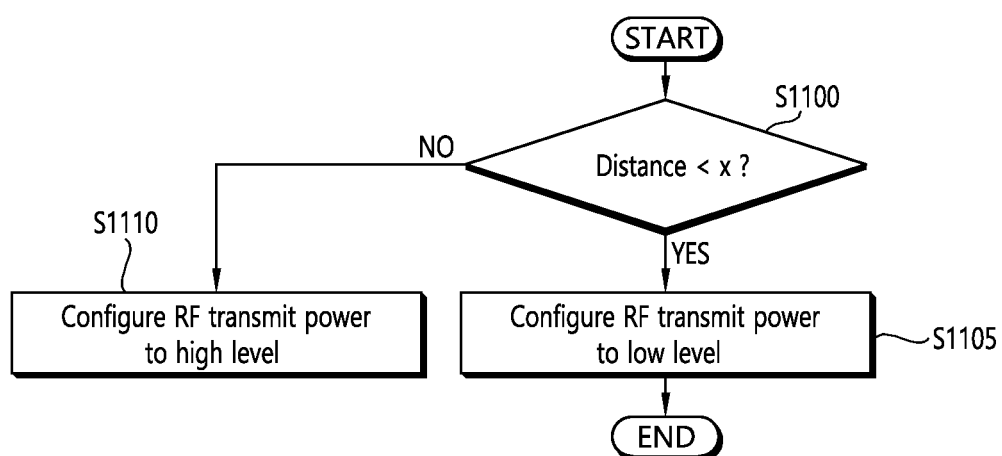 START
S1100
Distance < x ?
NO
YES
S1110
Configure RF transmit power
to high level
Configure RF transmit power
to low level
S1105
END